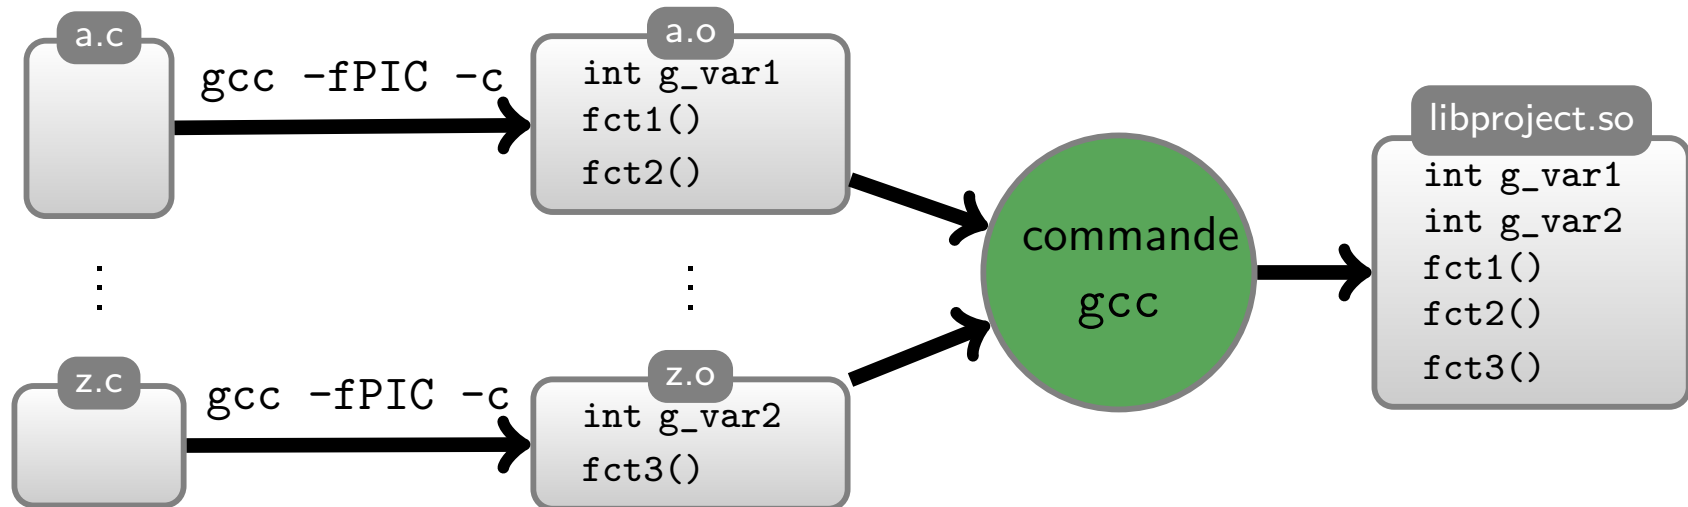 a.c
gcc -fPIC -c
a.o
int g_var1
fct1()
fct2()
z.c
gcc -fPIC -c
z.o
int g_var2
fct3()
commande
gcc
libproject.so
int g_var1
int g_var2
fct1()
fct2()
fct3()